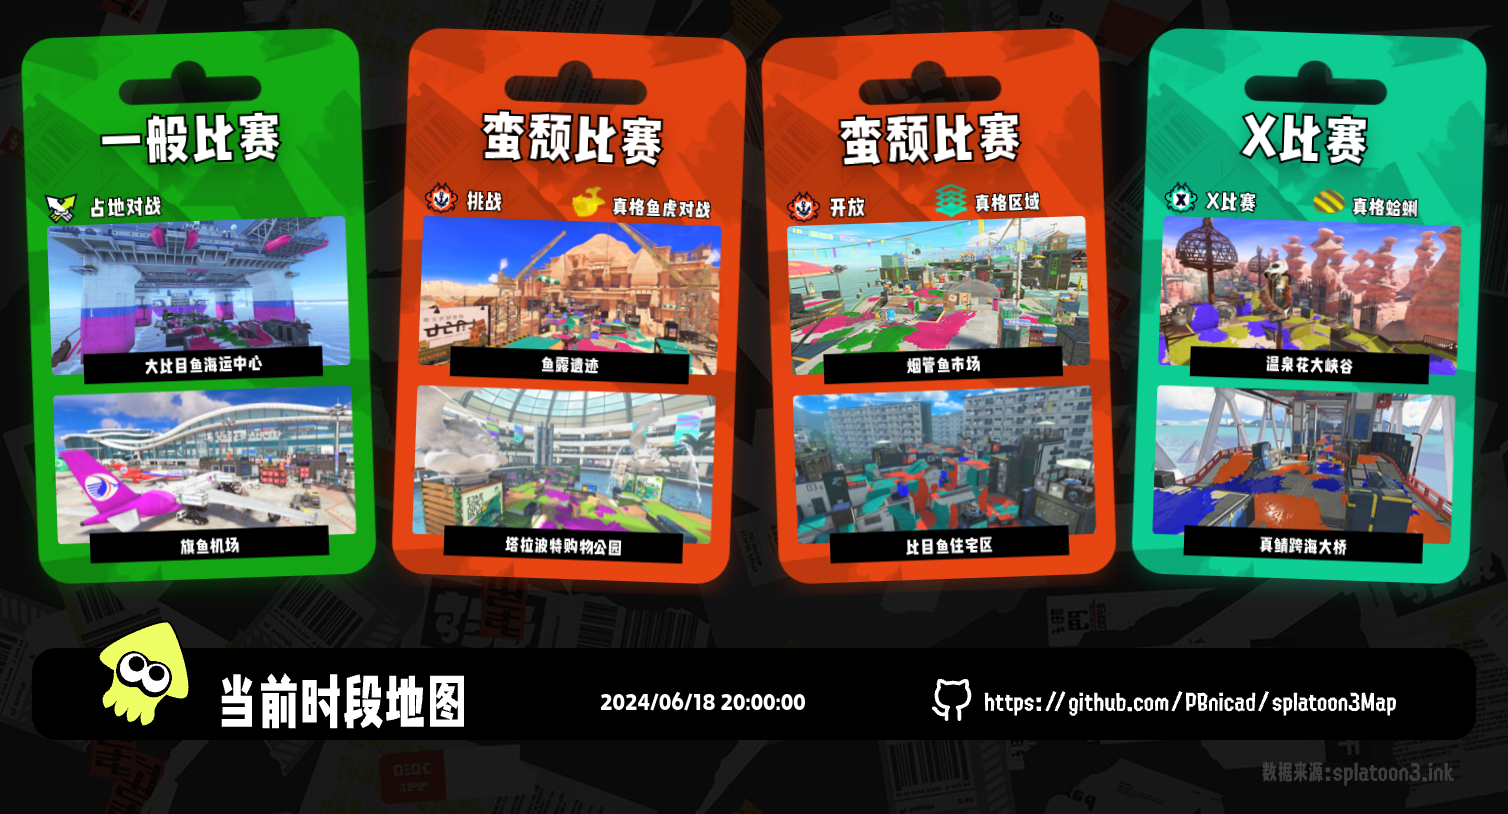 一般比赛
占地对战
大比目鱼海运中心
旗鱼机场
蛮颓比赛
挑战
真格鱼虎对战
鱼露遗迹
塔拉波特购物公园
蛮颓比赛
开放
真格区域
烟管鱼市场
比目鱼住宅区
X比赛
X比赛
真格蛤蜊
温泉花大峡谷
真鲭跨海大桥
当前时段地图
2024/06/18 20:00:00
https://github.com/PBnicad/splatoon3Map
数据来源:splatoon3.ink